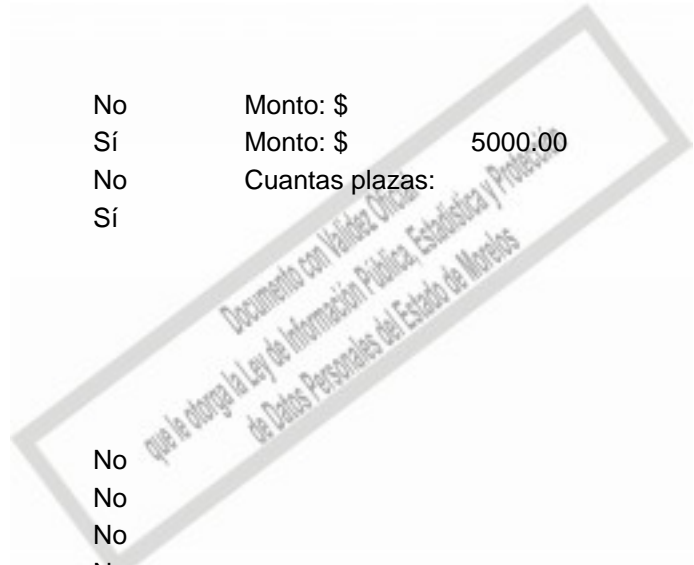 No Monto: $
Sí Monto: $ 5000.00
No Cuantas plazas:
Sí
Documento con Validez Oficial
que le otorga la Ley de Información Pública, Estadística y Protección
de Datos Personales del Estado de Morelos
No
No
No